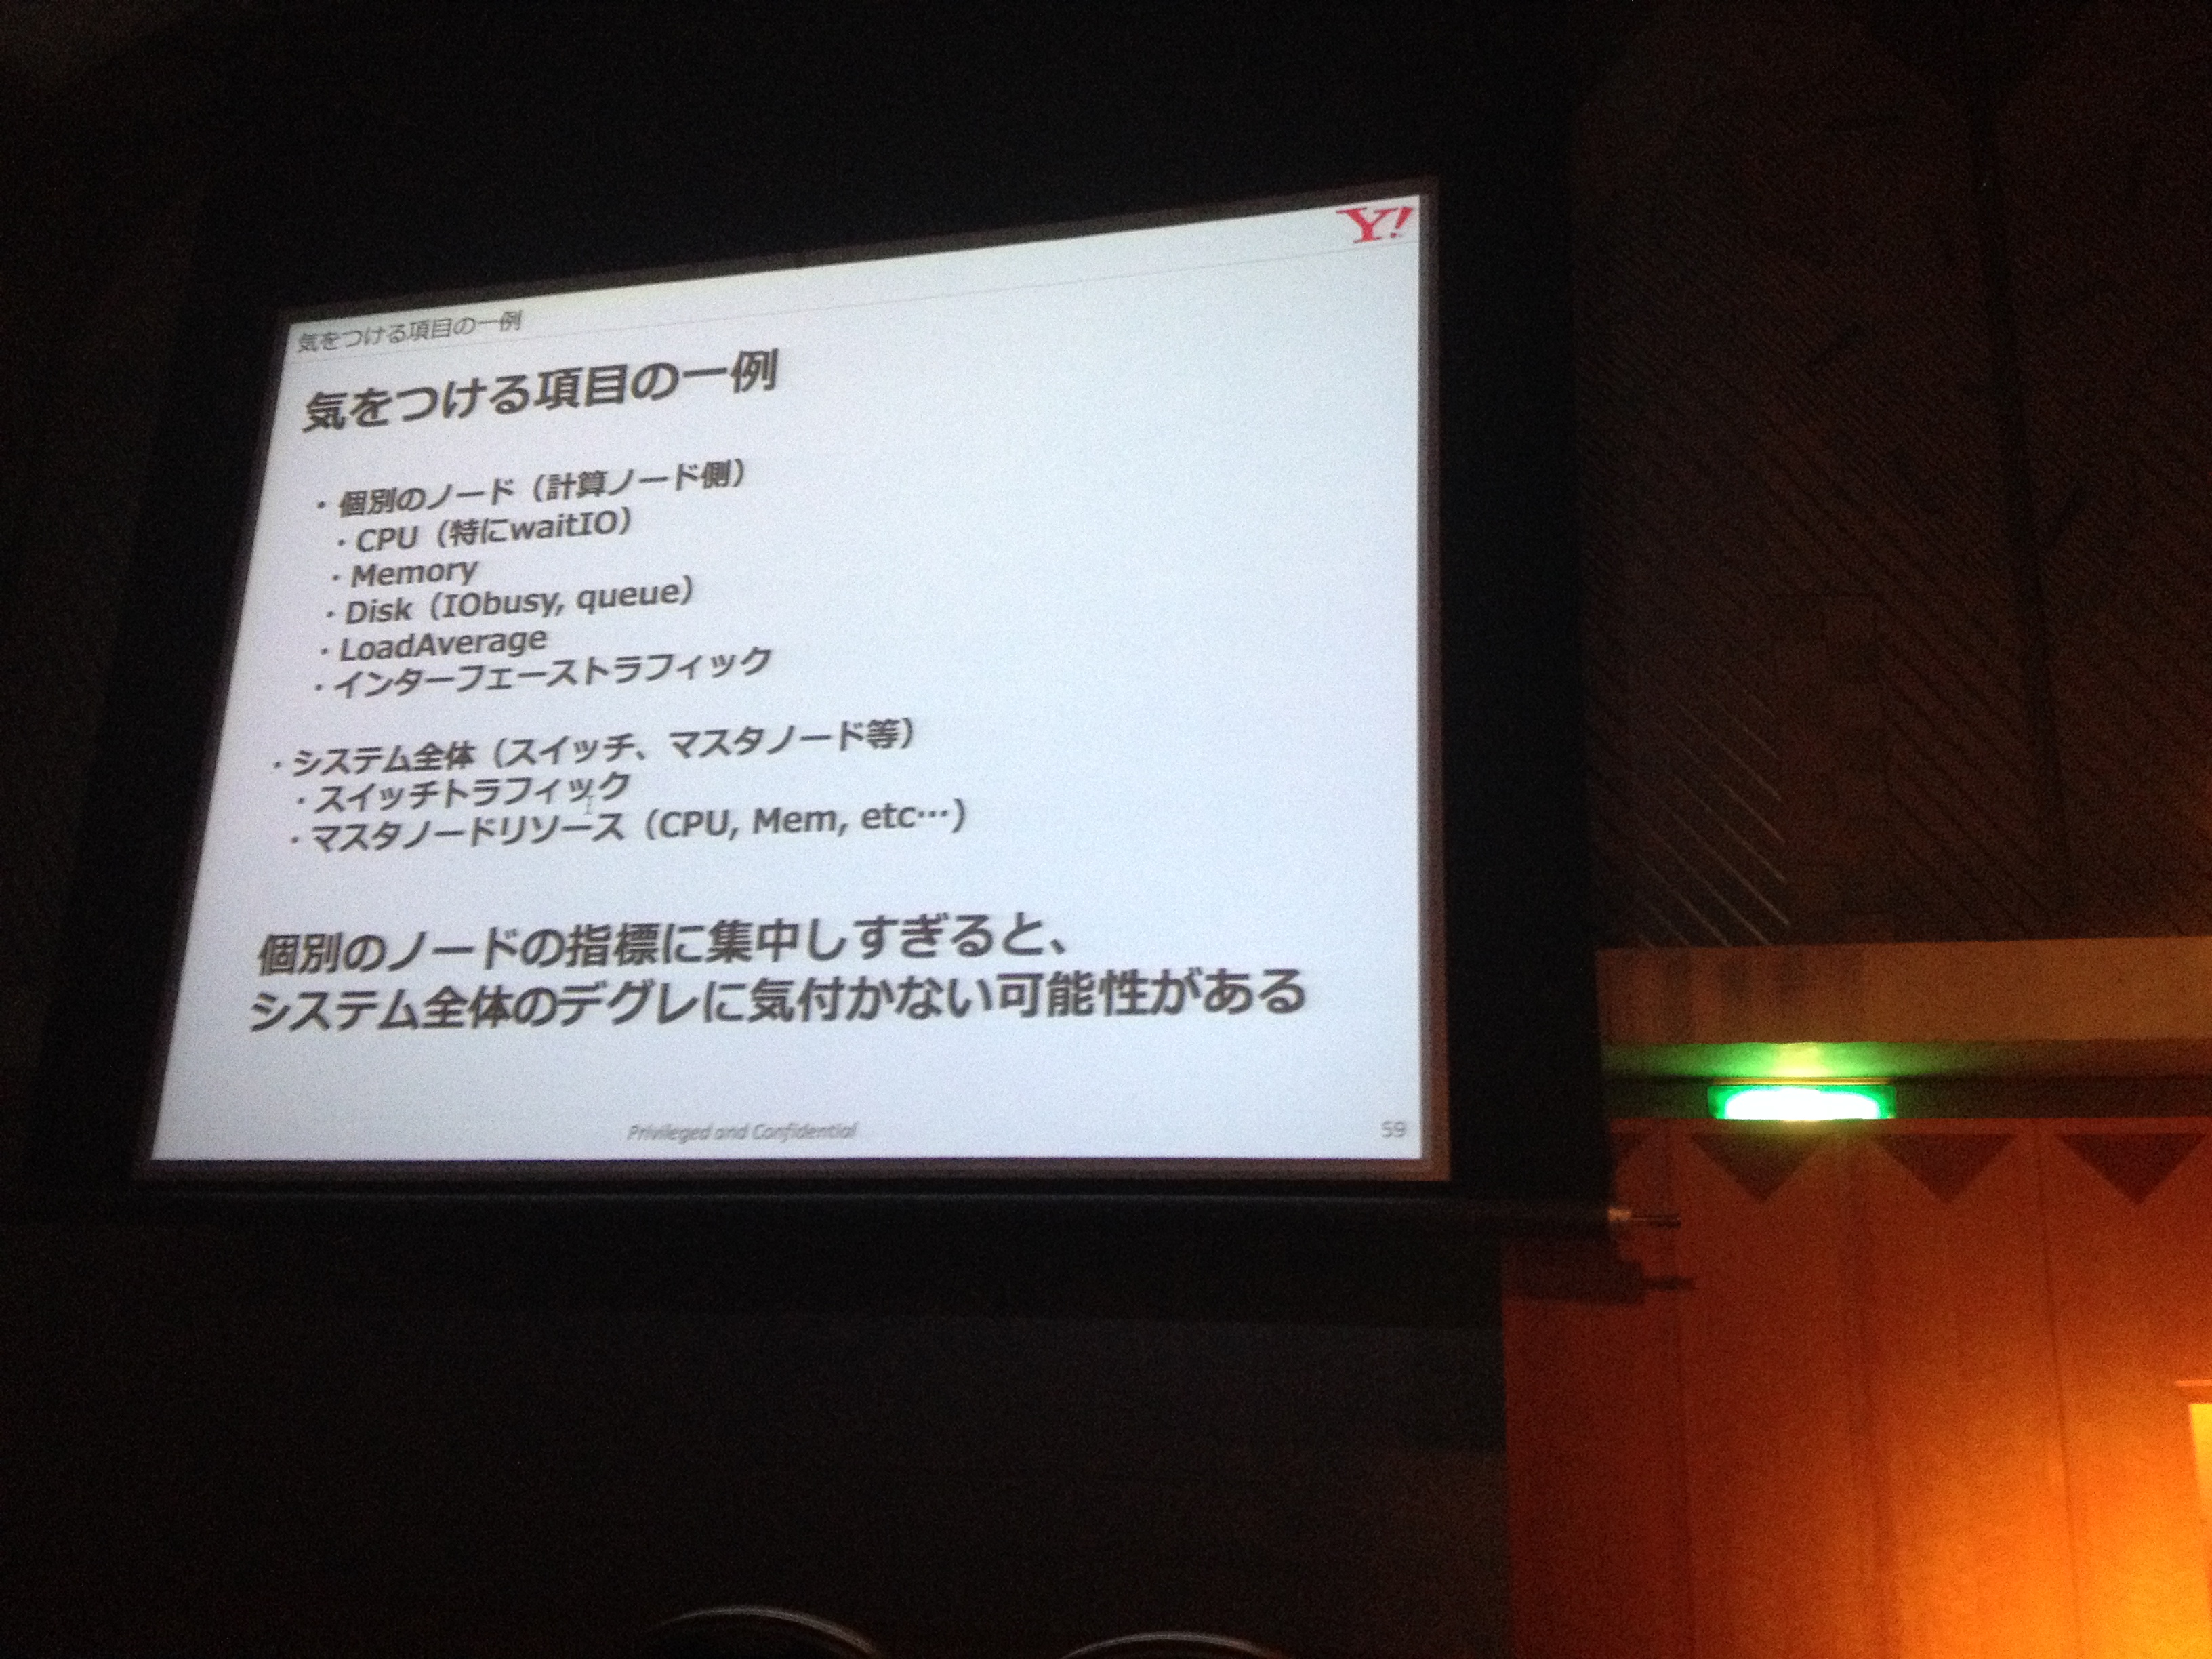 Y!
気をつける項目の一例
気をつける項目の一例
・個別のノード（計算ノード側）
・CPU（特にwaitIO）
・Memory
・Disk（IObusy, queue）
・LoadAverage
・インターフェーストラフィック
・システム全体（スイッチ、マスタノード等）
・スイッチトラフィック
・マスタノードリソース（CPU, Mem, etc…）
個別のノードの指標に集中しすぎると、
システム全体のデグレに気付かない可能性がある
Privileged and Confidential
59